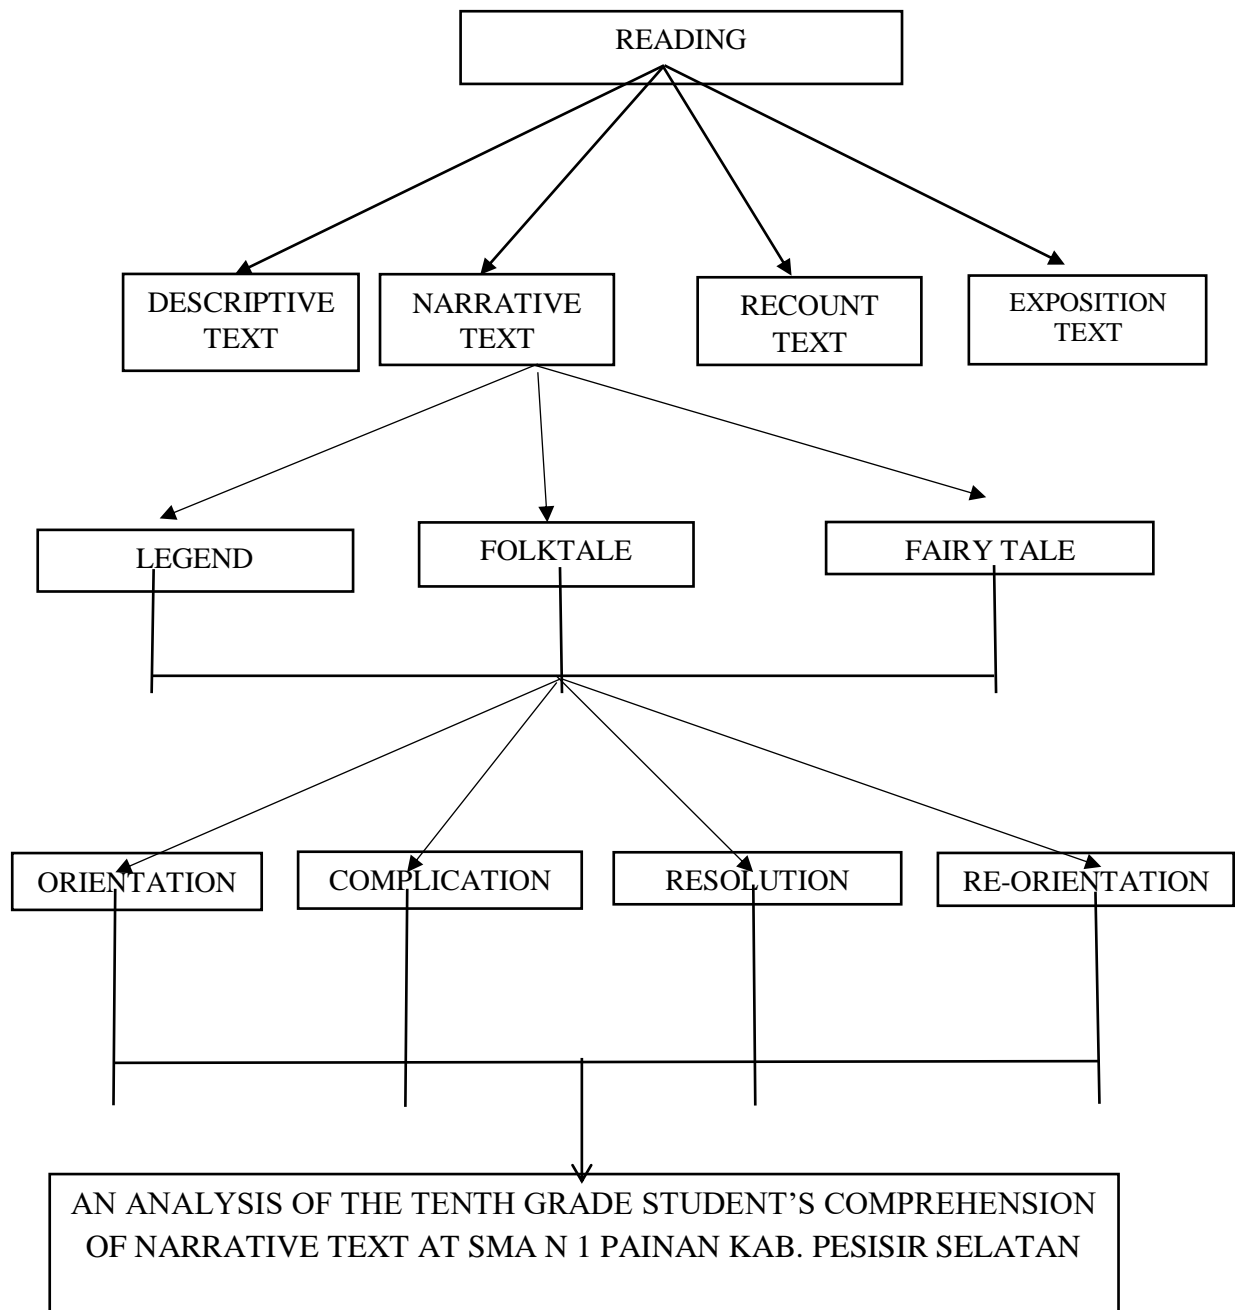 READING
DESCRIPTIVE
TEXT
NARRATIVE
TEXT
RECOUNT
TEXT
EXPOSITION
TEXT
LEGEND
FOLKTALE
FAIRY TALE
ORIENTATION
COMPLICATION
RESOLUTION
RE-ORIENTATION
AN ANALYSIS OF THE TENTH GRADE STUDENT’S COMPREHENSION
OF NARRATIVE TEXT AT SMA N 1 PAINAN KAB. PESISIR SELATAN